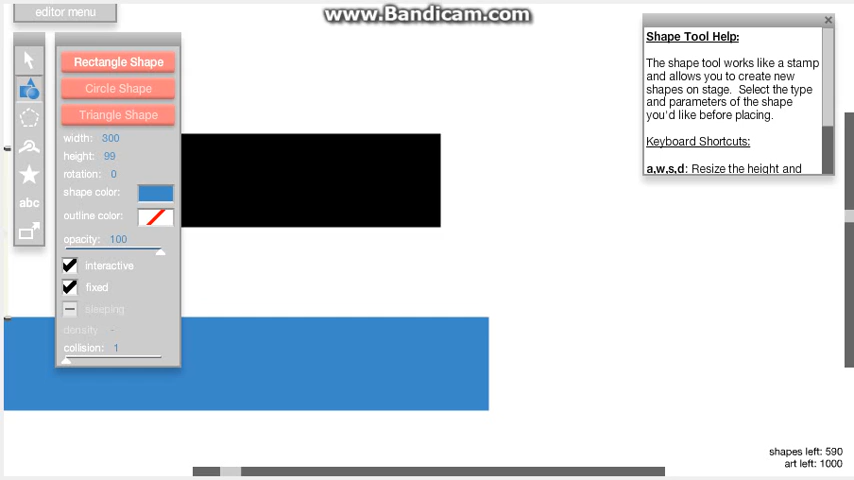 editor menu
www.Bandicam.com
Rectangle Shape
Circle Shape
Triangle Shape
width: 300
height: 99
rotation: 0
shape color:
outline color:
opacity: 100
interactive
fixed
sleeping
density -
collision: 1
abc
Shape Tool Help:
The shape tool works like a stamp
and allows you to create new
shapes on stage. Select the type
and parameters of the shape
you'd like before placing.
Keyboard Shortcuts:
a,w,s,d: Resize the height and
shapes left: 590
art left: 1000